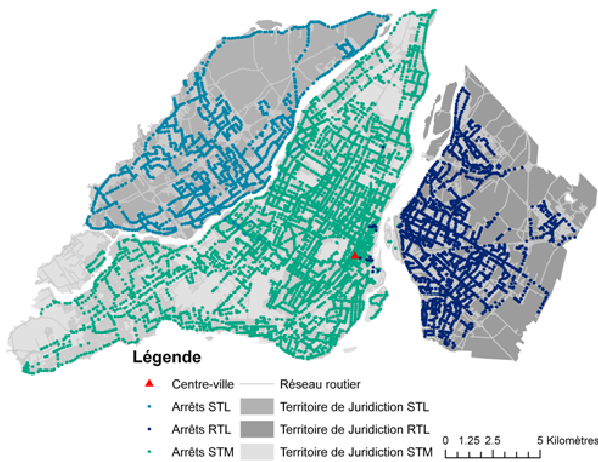 Légende
Centre-ville Réseau routier
Arrêts STL Territoire de Juridiction STL
Arrêts RTL Territoire de Juridiction RTL
Arrêts STM Territoire de Juridiction STM
0 1.25 2.5 5 Kilomètres